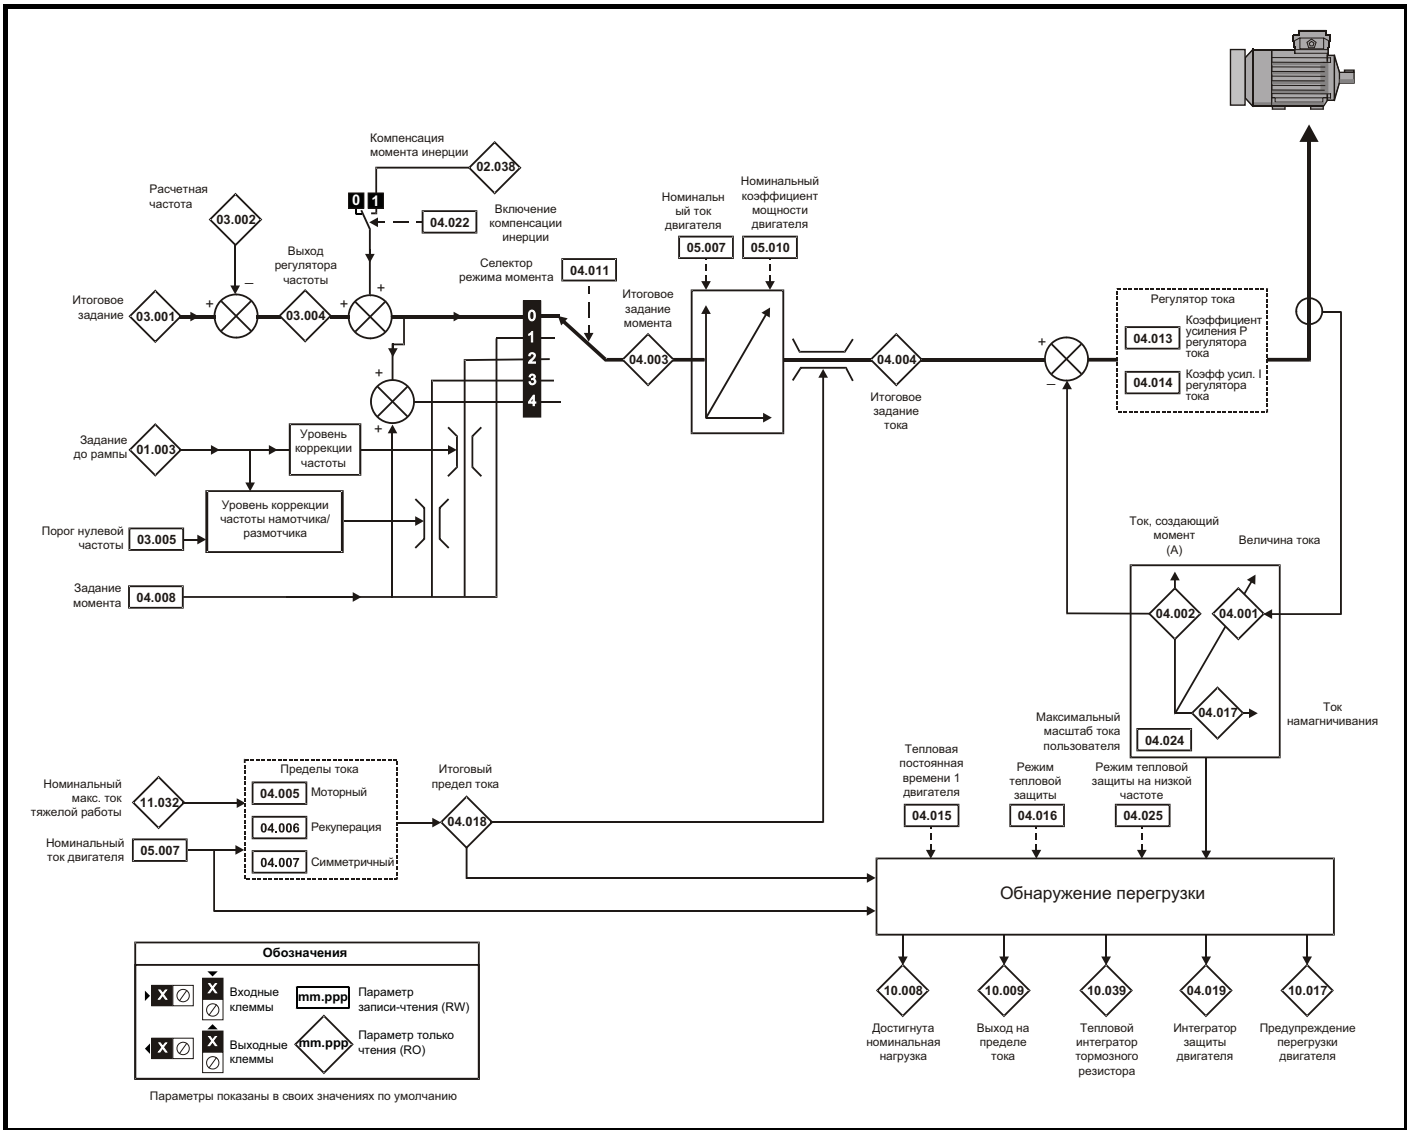 Компенсация
момента инерции
02.038
0 1
04.022
Включение
компенсации
инерции
Расчетная
частота
03.002
Выход
регулятора
частоты
Итоговое
задание
03.001
+
–
03.004
+
+
Селектор
режима момента
04.011
0
1
2
3
4
+
+
Итоговое
задание
момента
04.003
Номинальн
ый ток
двигателя
05.007
Номинальный
коэффициент
мощности
двигателя
05.010
04.004
Итоговое
задание
тока
+
–
Регулятор тока
04.013
Коэффициент
усиления P
регулятора
тока
04.014
Коэфф усил. I
регулятора
тока
Задание
до рампы
01.003
Уровень
коррекции
частоты
Уровень коррекции
частоты намотчика/
размотчика
Порог нулевой
частоты
03.005
Задание
момента
04.008
Ток, создающий
момент
(A)
Величина тока
04.002
04.001
04.017
Ток
намагничивания
Максимальный
масштаб тока
пользователя
04.024
Номинальный
макс. ток
тяжелой работы
11.032
Номинальный
ток двигателя
05.007
Пределы тока
04.005 Моторный
04.006 Рекуперация
04.007 Симметричный
Итоговый
предел тока
04.018
Тепловая
постоянная
времени 1
двигателя
04.015
Режим
тепловой
защиты
04.016
Режим тепловой
защиты на низкой
частоте
04.025
Обнаружение перегрузки
10.008
Достигнута
номинальная
нагрузка
10.009
Выход на
пределе
тока
10.039
Тепловой
интегратор
тормозного
резистора
04.019
Интегратор
защиты
двигателя
10.017
Предупреждение
перегрузки
двигателя
Обозначения
X
X
Входные
клеммы
mm.ppp
Параметр
записи-чтения (RW)
X
X
Выходные
клеммы
mm.ppp
Параметр только
чтения (RO)
Параметры показаны в своих значениях по умолчанию